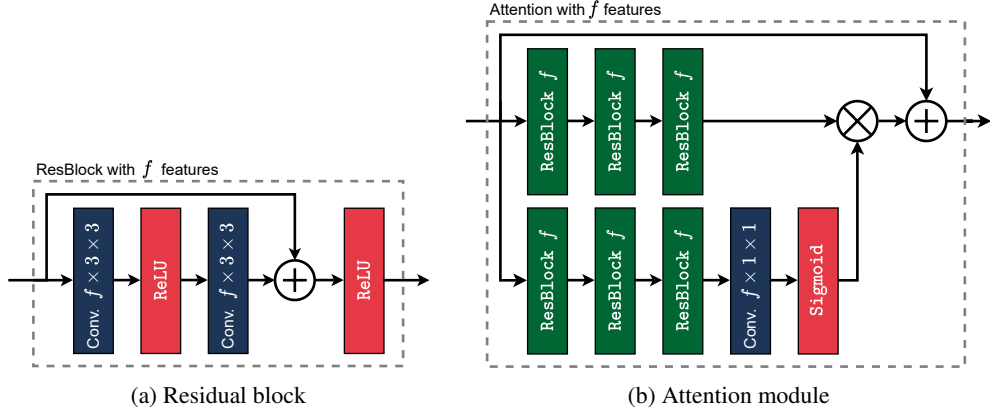 Attention with f features
ResBlock f
ResBlock f
ResBlock f
ResBlock f
ResBlock f
ResBlock f
Conv. f × 1 × 1
Sigmoid
ResBlock with f features
Conv. f × 3 × 3
ReLU
Conv. f × 3 × 3
ReLU
(a) Residual block
(b) Attention module